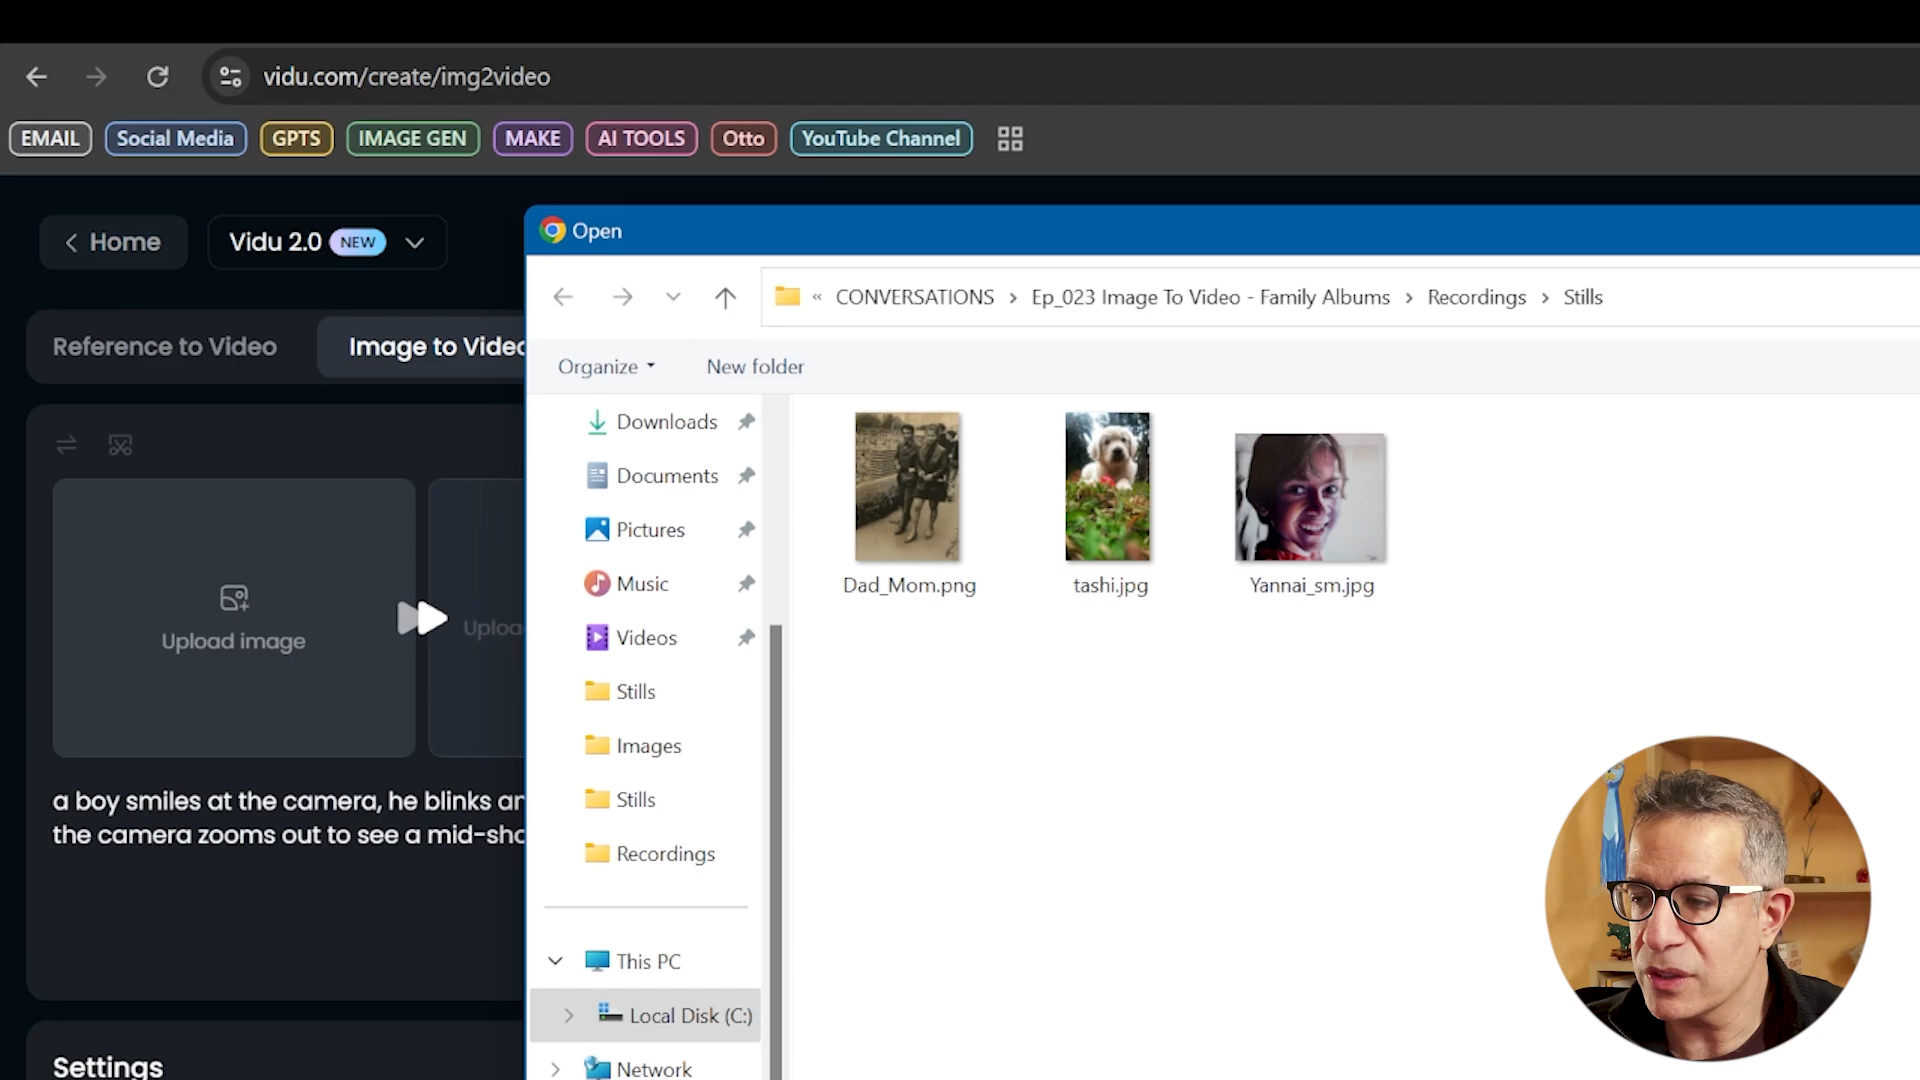 vidu.com/create/img2video
EMAIL
Social Media
GPTS
IMAGE GEN
MAKE
AI TOOLS
Otto
YouTube Channel
Home
Vidu 2.0 NEW
Reference to Video
Image to Video
Upload image
Uploa
a boy smiles at the camera, he blinks an
the camera zooms out to see a mid-sho
Settings
Open
« CONVERSATIONS > Ep_023 Image To Video - Family Albums > Recordings > Stills
Organize
New folder
Downloads
Documents
Pictures
Music
Videos
Stills
Images
Stills
Recordings
This PC
Local Disk (C:)
Network
Dad_Mom.png
tashi.jpg
Yannai_sm.jpg